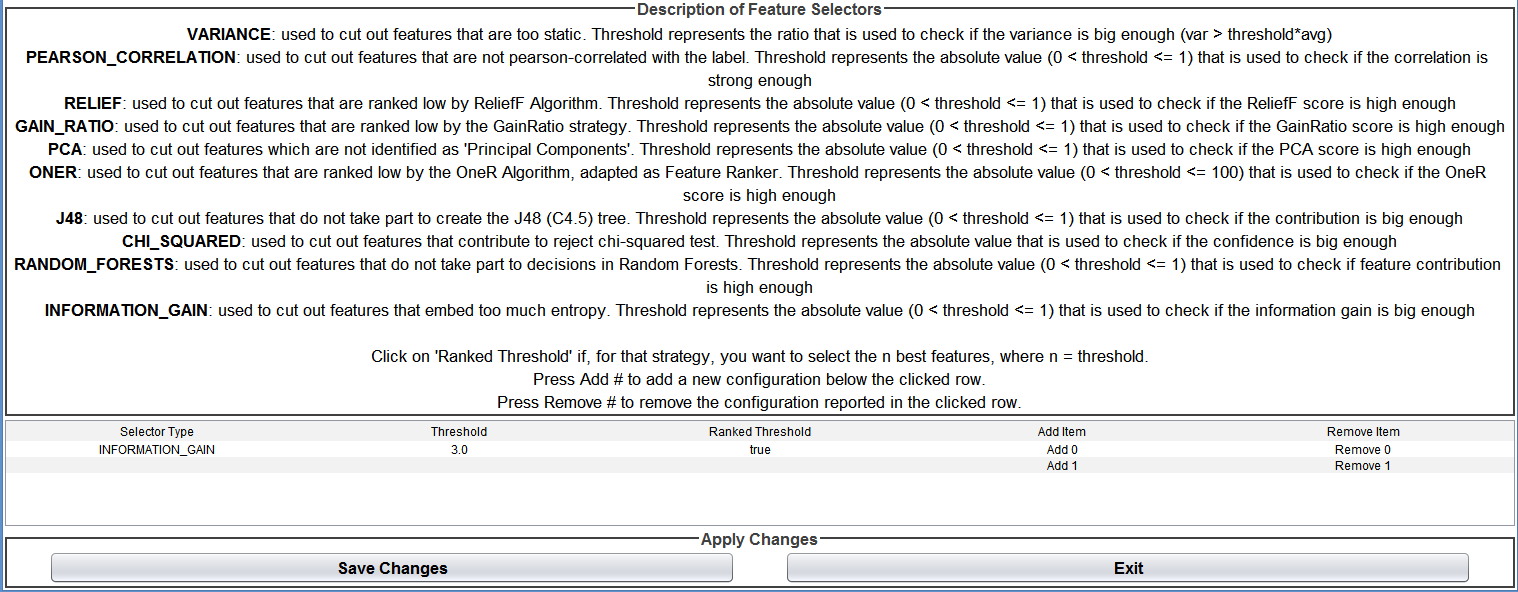 Description of Feature Selectors
VARIANCE: used to cut out features that are too static. Threshold represents the ratio that is used to check if the variance is big enough (var > threshold*avg)
PEARSON_CORRELATION: used to cut out features that are not pearson-correlated with the label. Threshold represents the absolute value (0 < threshold <= 1) that is used to check if the correlation is
strong enough
RELIEF: used to cut out features that are ranked low by ReliefF Algorithm. Threshold represents the absolute value (0 < threshold <= 1) that is used to check if the ReliefF score is high enough
GAIN_RATIO: used to cut out features that are ranked low by the GainRatio strategy. Threshold represents the absolute value (0 < threshold <= 1) that is used to check if the GainRatio score is high enough
PCA: used to cut out features which are not identified as 'Principal Components'. Threshold represents the absolute value (0 < threshold <= 1) that is used to check if the PCA score is high enough
ONER: used to cut out features that are ranked low by the OneR Algorithm, adapted as Feature Ranker. Threshold represents the absolute value (0 < threshold <= 100) that is used to check if the OneR
score is high enough
J48: used to cut out features that do not take part to create the J48 (C4.5) tree. Threshold represents the absolute value (0 < threshold <= 1) that is used to check if the contribution is big enough
CHI_SQUARED: used to cut out features that contribute to reject chi-squared test. Threshold represents the absolute value that is used to check if the confidence is big enough
RANDOM_FORESTS: used to cut out features that do not take part to decisions in Random Forests. Threshold represents the absolute value (0 < threshold <= 1) that is used to check if feature contribution
is high enough
INFORMATION_GAIN: used to cut out features that embed too much entropy. Threshold represents the absolute value (0 < threshold <= 1) that is used to check if the information gain is big enough
Click on 'Ranked Threshold' if, for that strategy, you want to select the n best features, where n = threshold.
Press Add # to add a new configuration below the clicked row.
Press Remove # to remove the configuration reported in the clicked row.
Selector Type Threshold Ranked Threshold Add Item Remove Item
INFORMATION_GAIN 3.0 true Add 0 Remove 0
Add 1 Remove 1
Apply Changes
Save Changes Exit